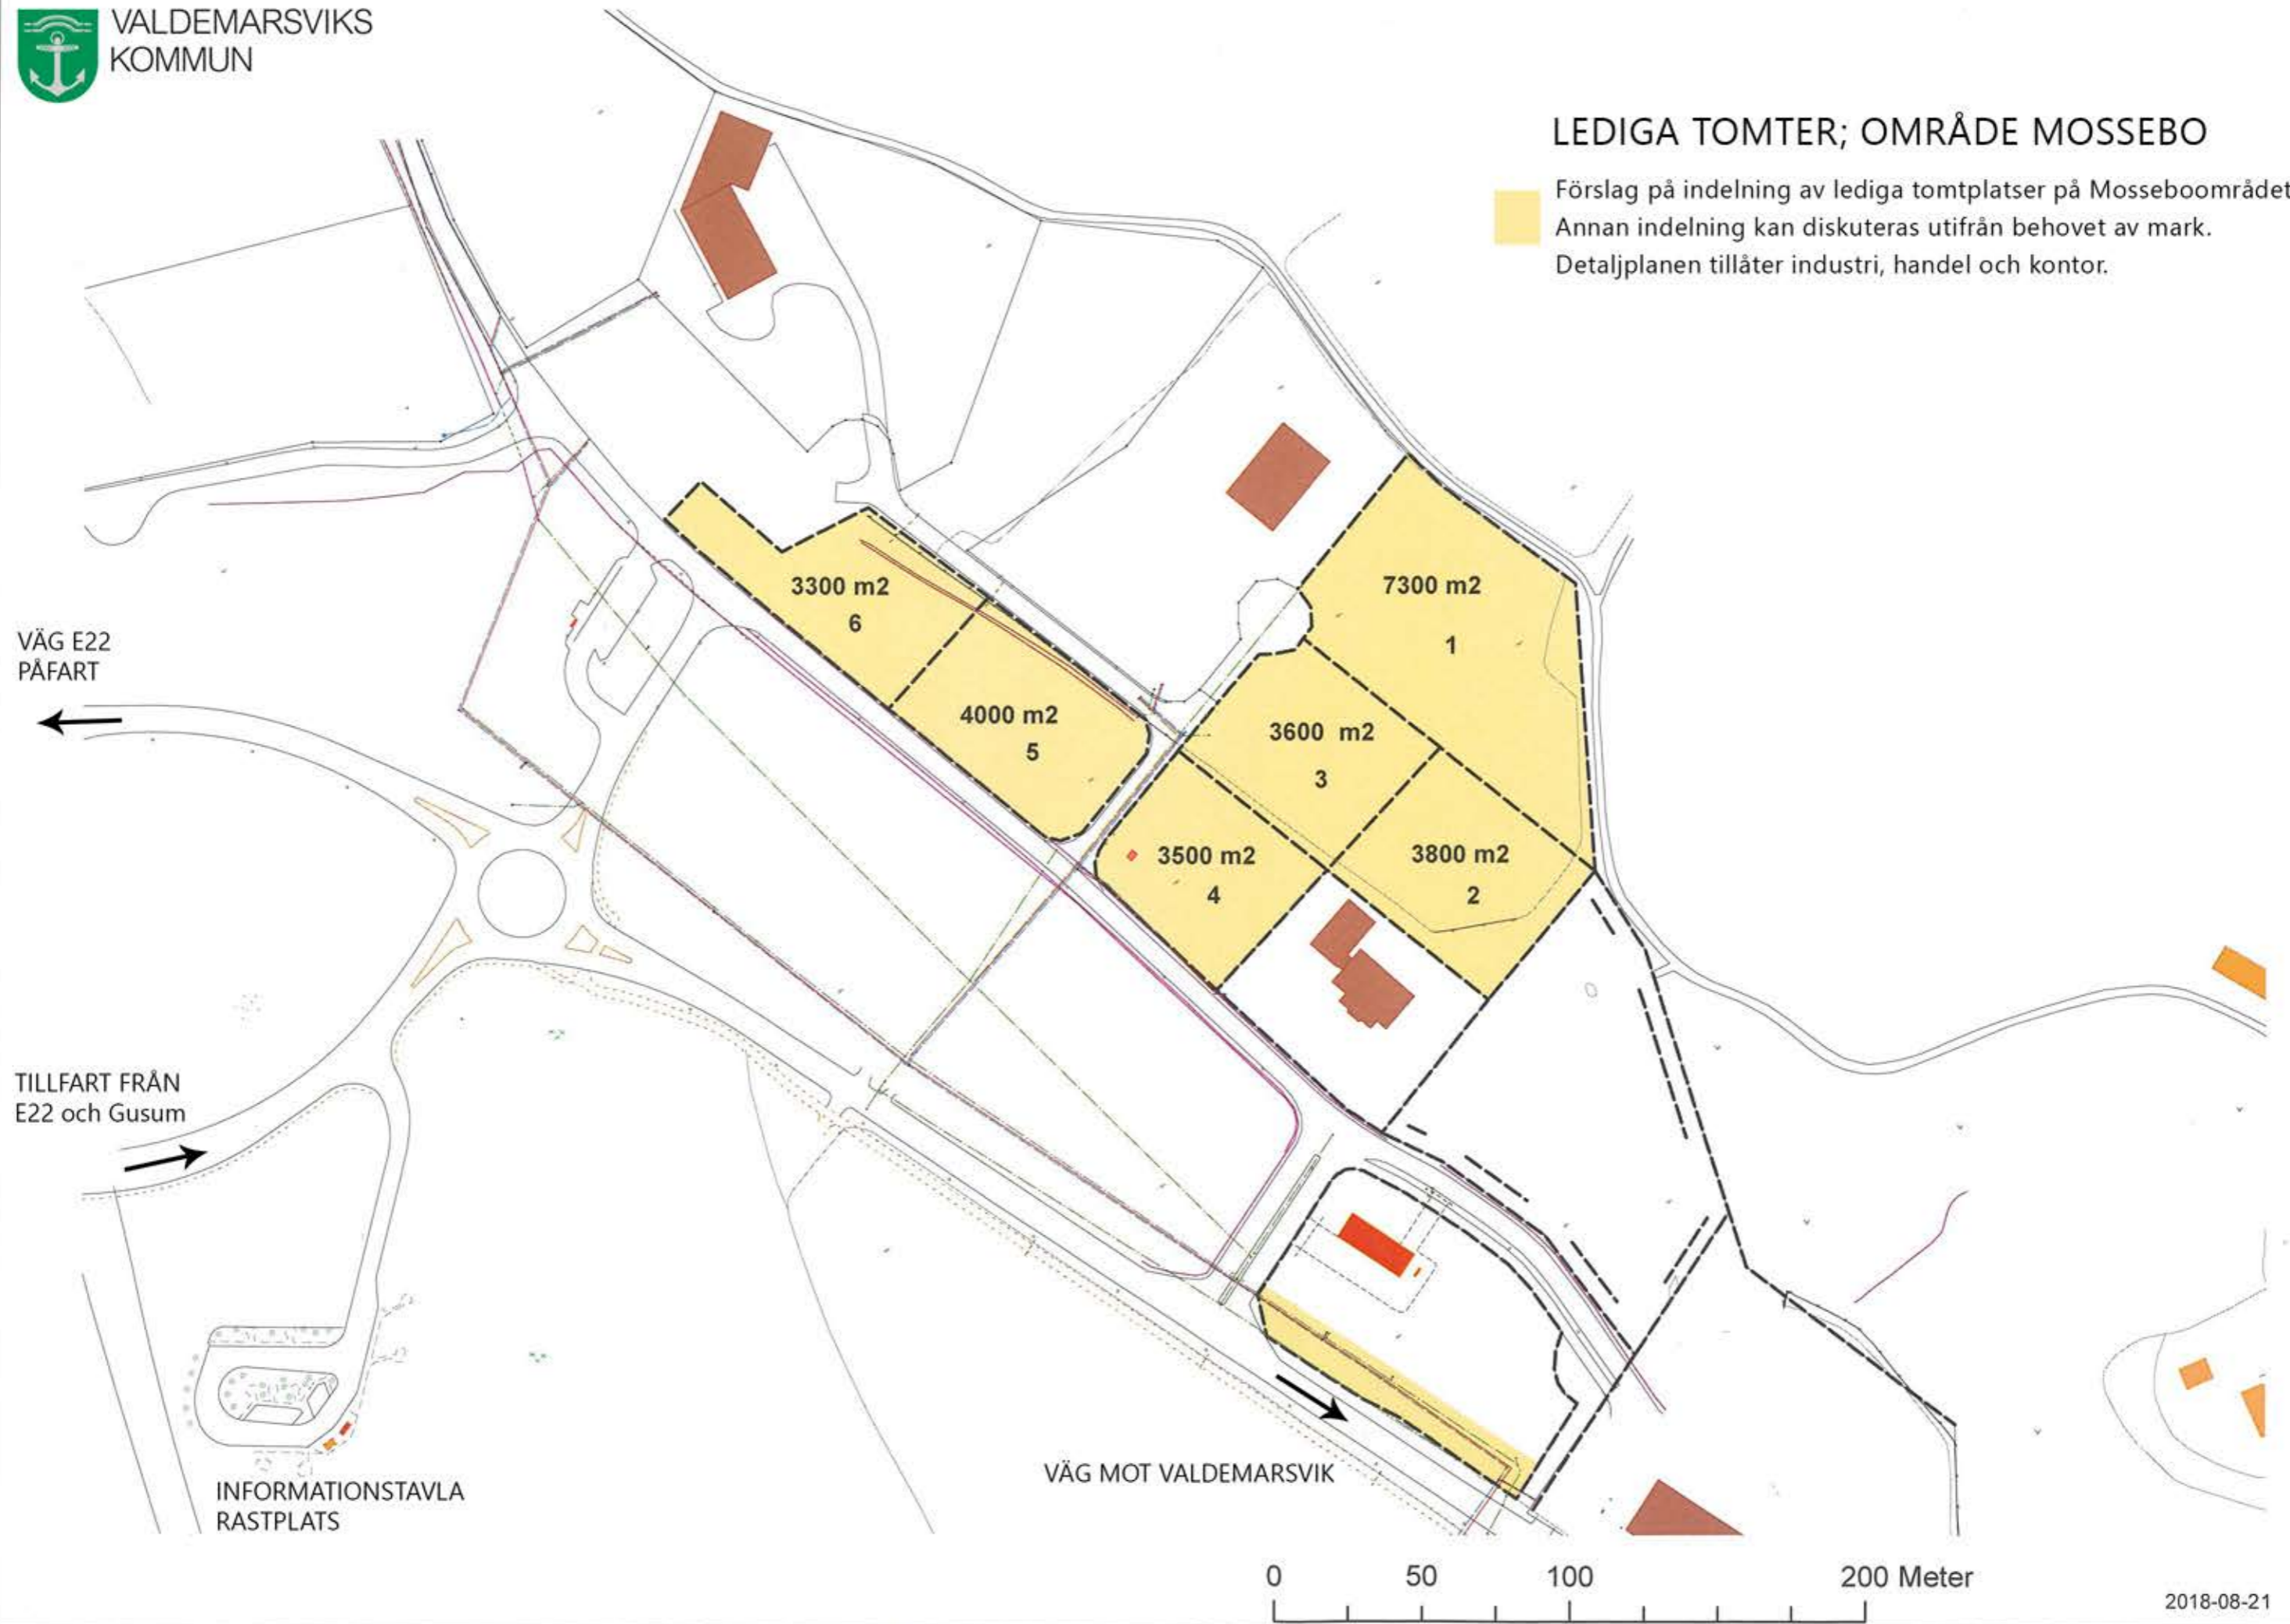 VALDEMARSVIKS
KOMMUN
LEDIGA TOMTER; OMRÅDE MOSSEBO
Förslag på indelning av lediga tomtplatser på Mosseboområdet
Annan indelning kan diskuteras utifrån behovet av mark.
Detaljplanen tillåter industri, handel och kontor.
3300 m2
6
7300 m2
1
4000 m2
5
3600 m2
3
3500 m2
4
3800 m2
2
VÄG E22
PÅFART
TILLFART FRÅN
E22 och Gusum
INFORMATIONSTAVLA
RASTPLATS
VÄG MOT VALDEMARSVIK
0 50 100 200 Meter
2018-08-21